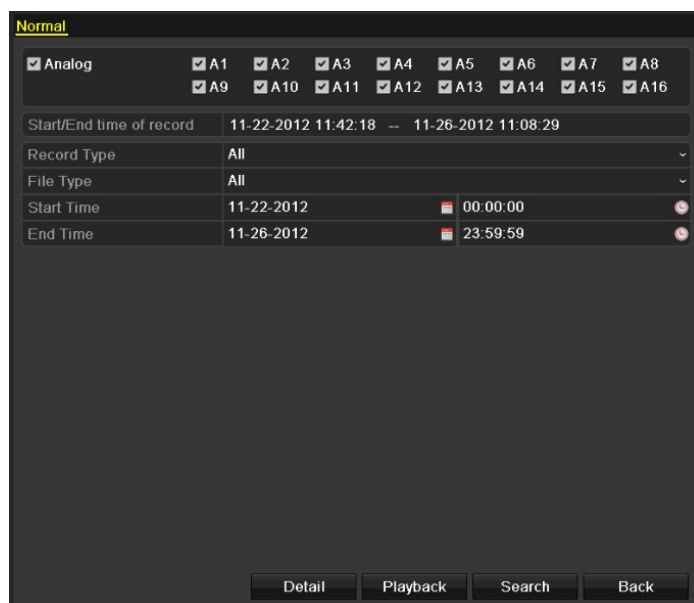 Normal
Analog A1 A2 A3 A4 A5 A6 A7 A8
A9 A10 A11 A12 A13 A14 A15 A16
Start/End time of record 11-22-2012 11:42:18 -- 11-26-2012 11:08:29
Record Type All
File Type All
Start Time 11-22-2012 00:00:00
End Time 11-26-2012 23:59:59
Detail Playback Search Back